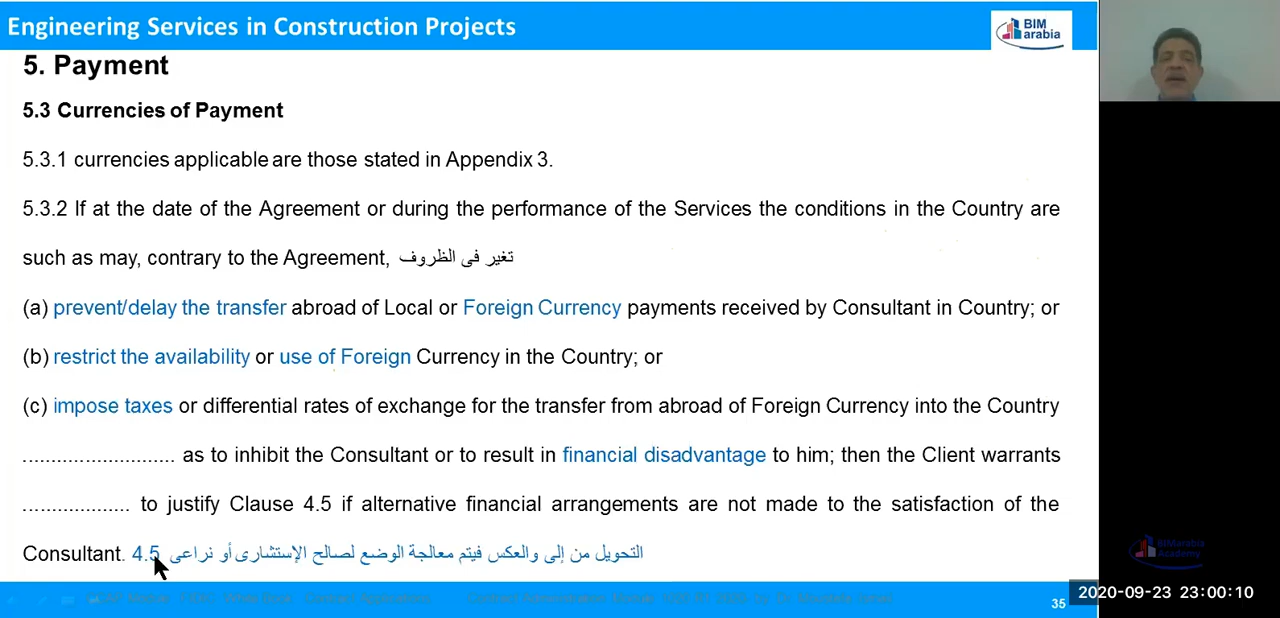 Engineering Services in Construction Projects
BIM
arabia
5. Payment
5.3 Currencies of Payment
5.3.1 currencies applicable are those stated in Appendix 3.
5.3.2 If at the date of the Agreement or during the performance of the Services the conditions in the Country are
such as may, contrary to the Agreement, تغير فى الظروف
(a) prevent/delay the transfer abroad of Local or Foreign Currency payments received by Consultant in Country; or
(b) restrict the availability or use of Foreign Currency in the Country; or
(c) impose taxes or differential rates of exchange for the transfer from abroad of Foreign Currency into the Country
.......................... as to inhibit the Consultant or to result in financial disadvantage to him; then the Client warrants
................... to justify Clause 4.5 if alternative financial arrangements are not made to the satisfaction of the
Consultant. التحويل من إلى والعكس فيتم معالجة الوضع لصالح الإستشارى أو نراعى 4.5
BIMarabia
Academy
35
2020-09-23 23:00:10